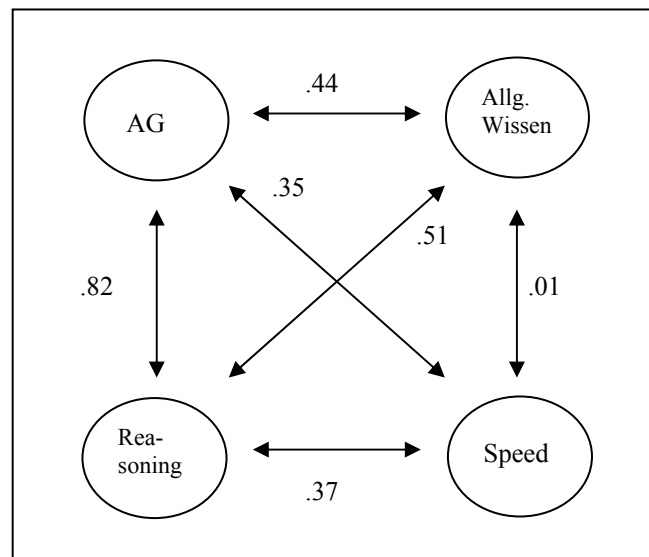 .44
AG
Allg.
Wissen
.35
.51
.82
.01
Rea-
soning
Speed
.37